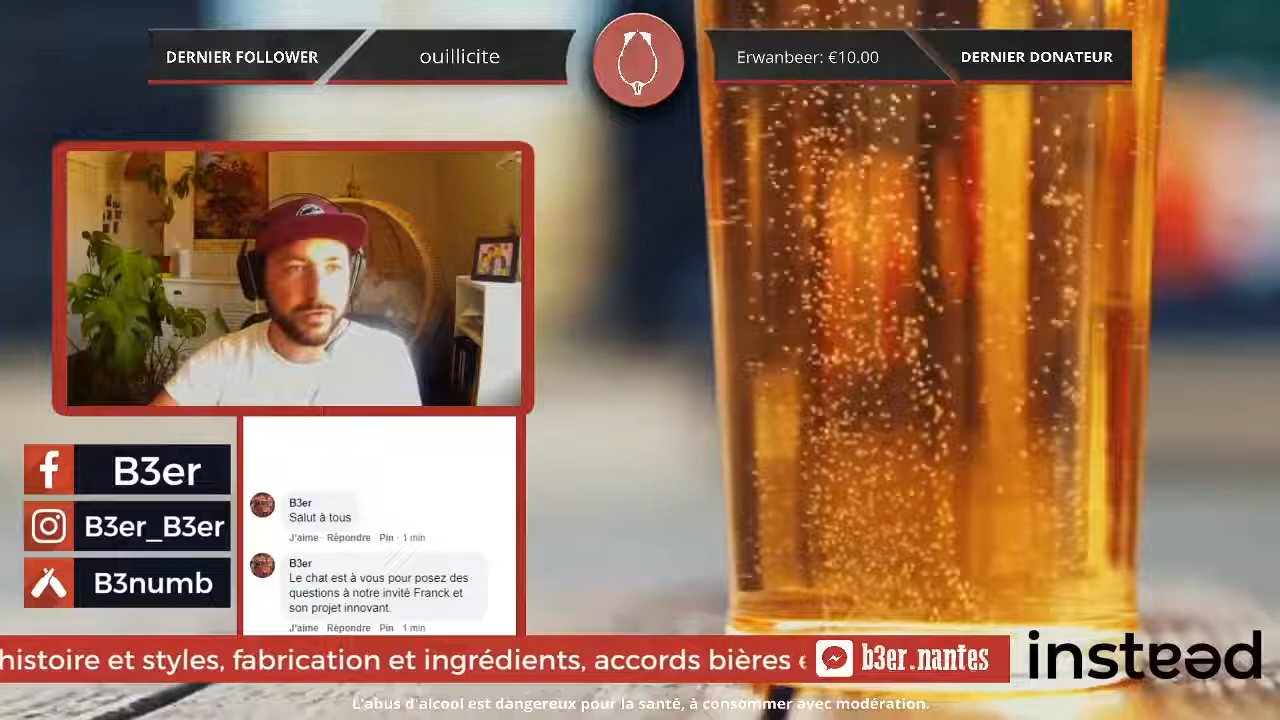 DERNIER FOLLOWER
ouillicite
Erwanbeer: €10.00
DERNIER DONATEUR
B3er
B3er_B3er
B3numb
B3er
Salut à tous
J'aime · Répondre Pin · 1 min
B3er
Le chat est à vous pour posez des
questions à notre invité Franck et
son projet innovant.
J'aime · Répondre Pin · 1 min
histoire et styles, fabrication et ingrédients, accords bières
b3er.nantes
instead
L'abus d'alcool est dangereux pour la santé, à consommer avec modération.